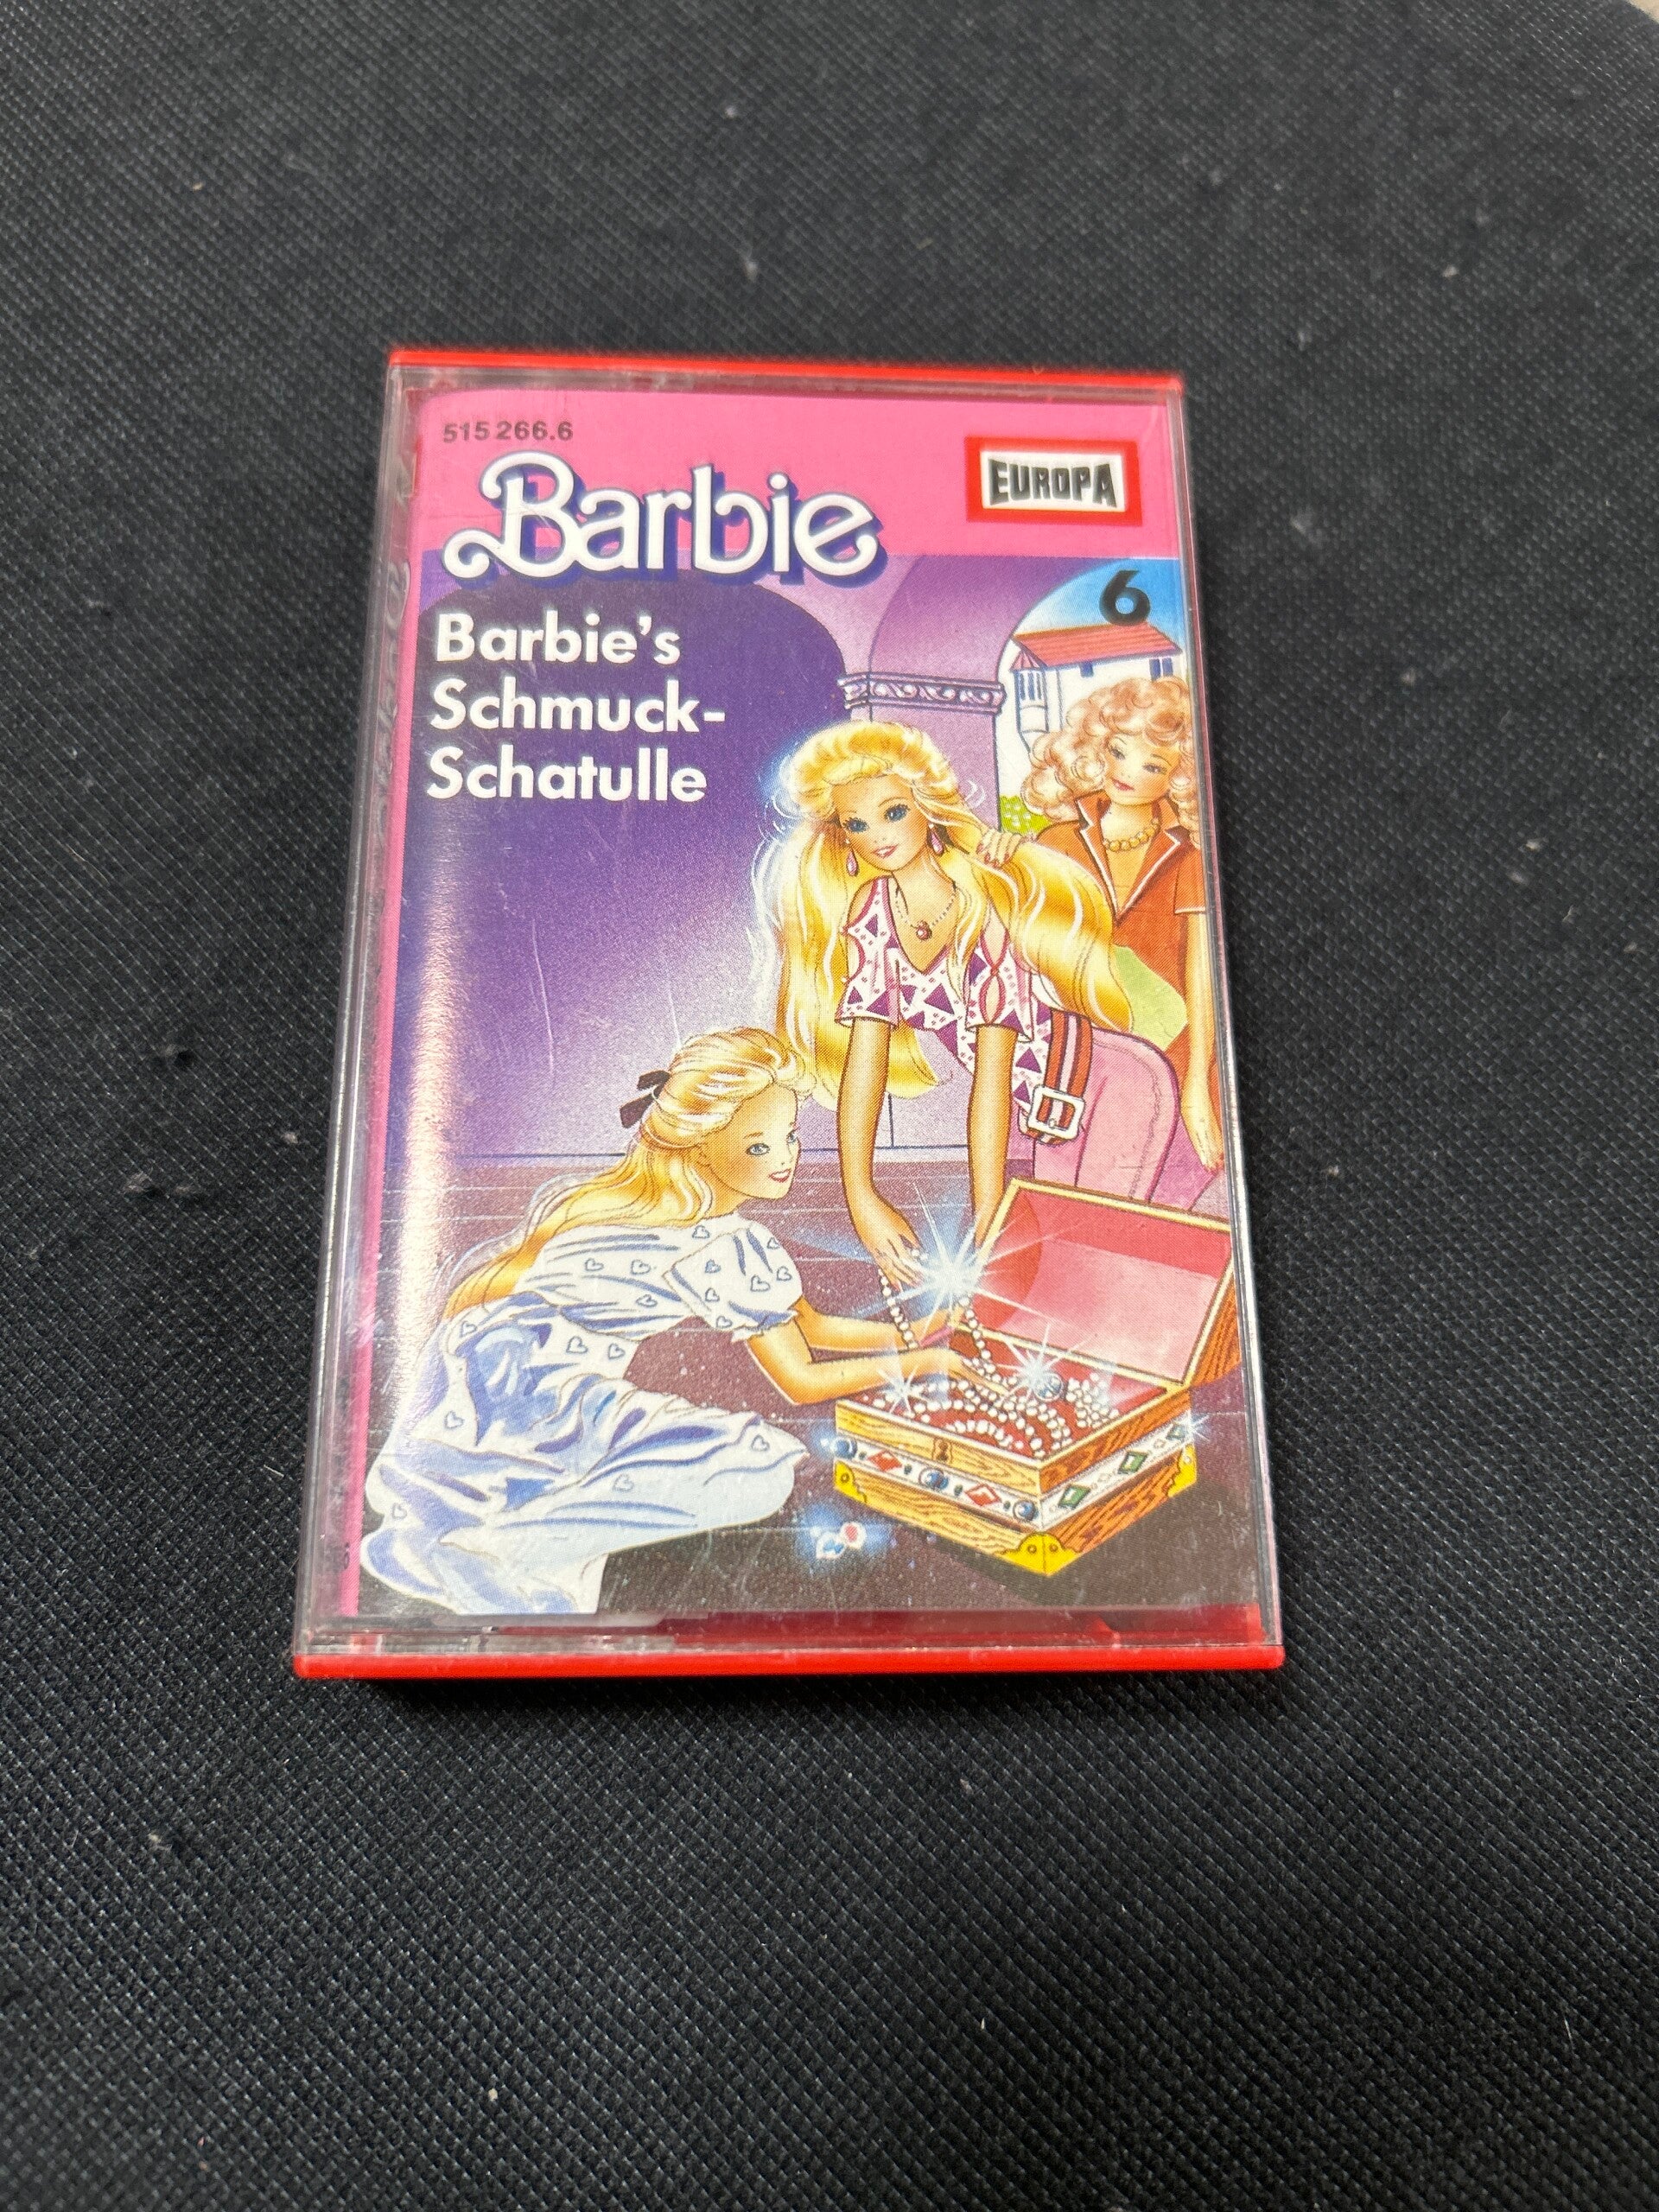 515 266.6
Barbie
EUROPA
6
Barbie's
Schmuck-
Schatulle